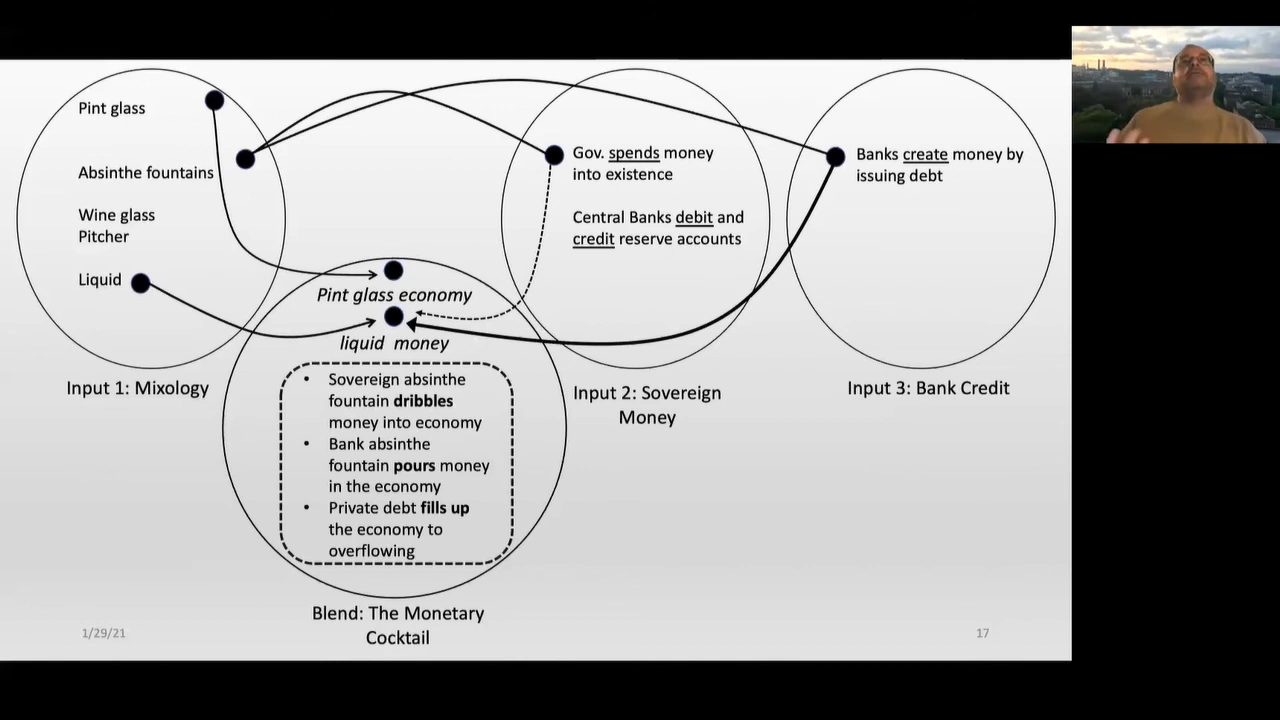 Pint glass
Absinthe fountains
Wine glass
Pitcher
Liquid
Input 1: Mixology
Gov. spends money
into existence
Central Banks debit and
credit reserve accounts
Input 2: Sovereign
Money
Banks create money by
issuing debt
Input 3: Bank Credit
Pint glass economy
liquid money
• Sovereign absinthe
fountain dribbles
money into economy
• Bank absinthe
fountain pours money
in the economy
• Private debt fills up
the economy to
overflowing
Blend: The Monetary
Cocktail
1/29/21
17